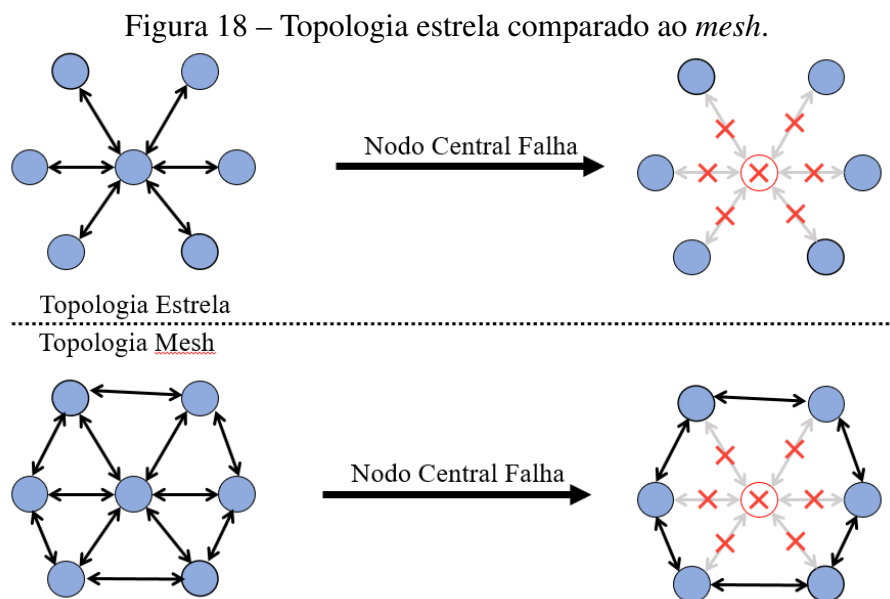 Figura 18 – Topologia estrela comparado ao mesh.
Nodo Central Falha
Topologia Estrela
Topologia Mesh
Nodo Central Falha